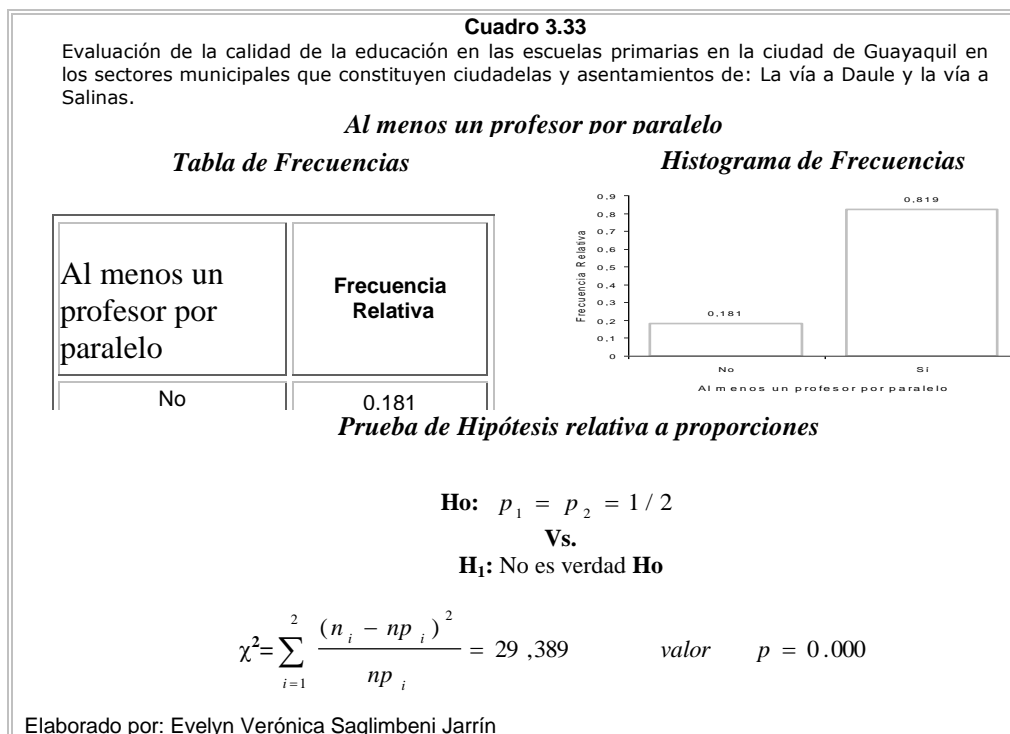 Cuadro 3.33
Evaluación de la calidad de la educación en las escuelas primarias en la ciudad de Guayaquil en
los sectores municipales que constituyen ciudadelas y asentamientos de: La vía a Daule y la vía a
Salinas.
Al menos un profesor por paralelo
Tabla de Frecuencias
Al menos un
profesor por
paralelo
Frecuencia
Relativa
No 0.181
Histograma de Frecuencias
Frecuencia Relativa
0,9
0,8
0,7
0,6
0,5
0,4
0,3
0,2
0,1
0
0,181
0,819
No Sí
Al menos un profesor por paralelo
Prueba de Hipótesis relativa a proporciones
Ho: p₁ = p₂ = 1 / 2
Vs.
H₁: No es verdad Ho
χ²= ∑ i=1 2 (n i − np i)² / np i = 29 ,389 valor p = 0.000
Elaborado por: Evelyn Verónica Saglimbeni Jarrín